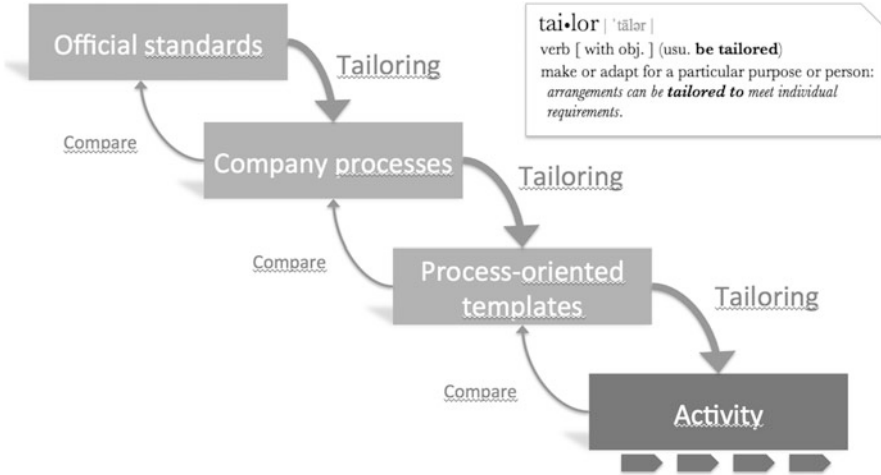 Official standards
Tailoring
Compare
Company processes
Tailoring
Compare
Process-oriented
templates
Tailoring
Compare
Activity
tai•lor | ˈtālər |
verb [ with obj. ] (usu. be tailored)
make or adapt for a particular purpose or person:
arrangements can be tailored to meet individual
requirements.